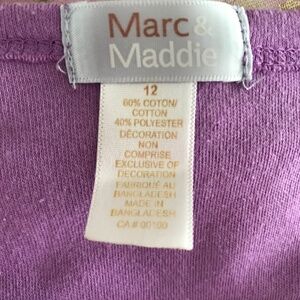 Marc &
Maddie
12
60% COTON/
COTTON
40% POLYESTER
DÉCORATION
NON
COMPRISE
EXCLUSIVE OF
DECORATION
FABRIQUÉ AU
BANGLADESH
MADE IN
BANGLADESH
CA# 00100